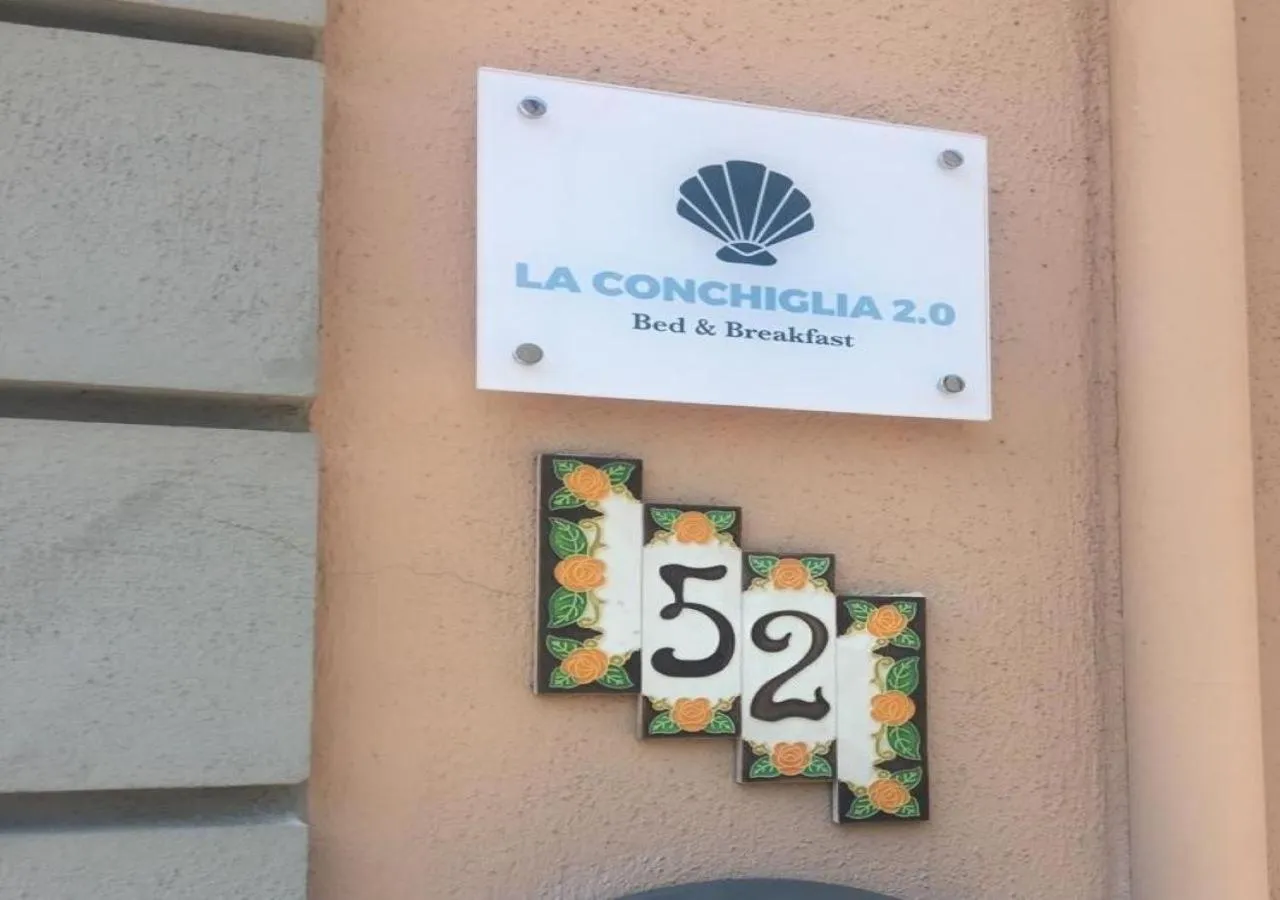 LA CONCHIGLIA 2.0
Bed & Breakfast
52